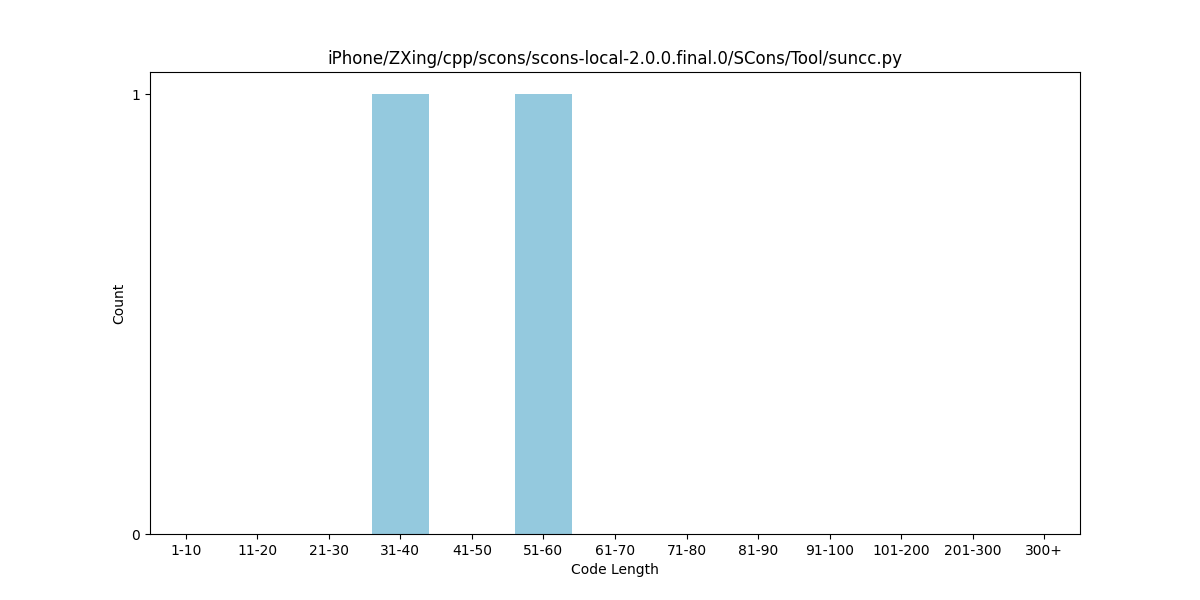 iPhone/ZXing/cpp/scons/scons-local-2.0.0.final.0/SCons/Tool/suncc.py
1
Count
0
1-10 11-20 21-30 31-40 41-50 51-60 61-70 71-80 81-90 91-100 101-200 201-300 300+
Code Length